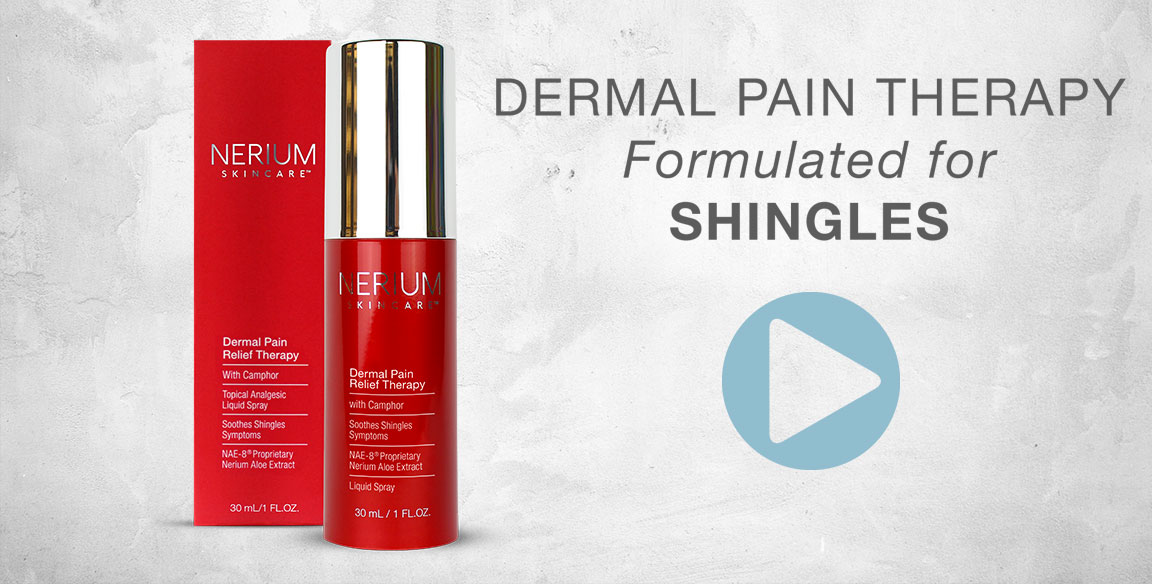 NERIUM
SKINCARE™
Dermal Pain
Relief Therapy
With Camphor
Topical Analgesic
Liquid Spray
Soothes Shingles
Symptoms
NAE-8® Proprietary
Nerium Aloe Extract
30 mL/1 FL.OZ.
NERIUM
SKINCARE™
Dermal Pain
Relief Therapy
with Camphor
Soothes Shingles
Symptoms
NAE-8® Proprietary
Nerium Aloe Extract
Liquid Spray
30 mL / 1 FL.OZ.
DERMAL PAIN THERAPY
Formulated for
SHINGLES